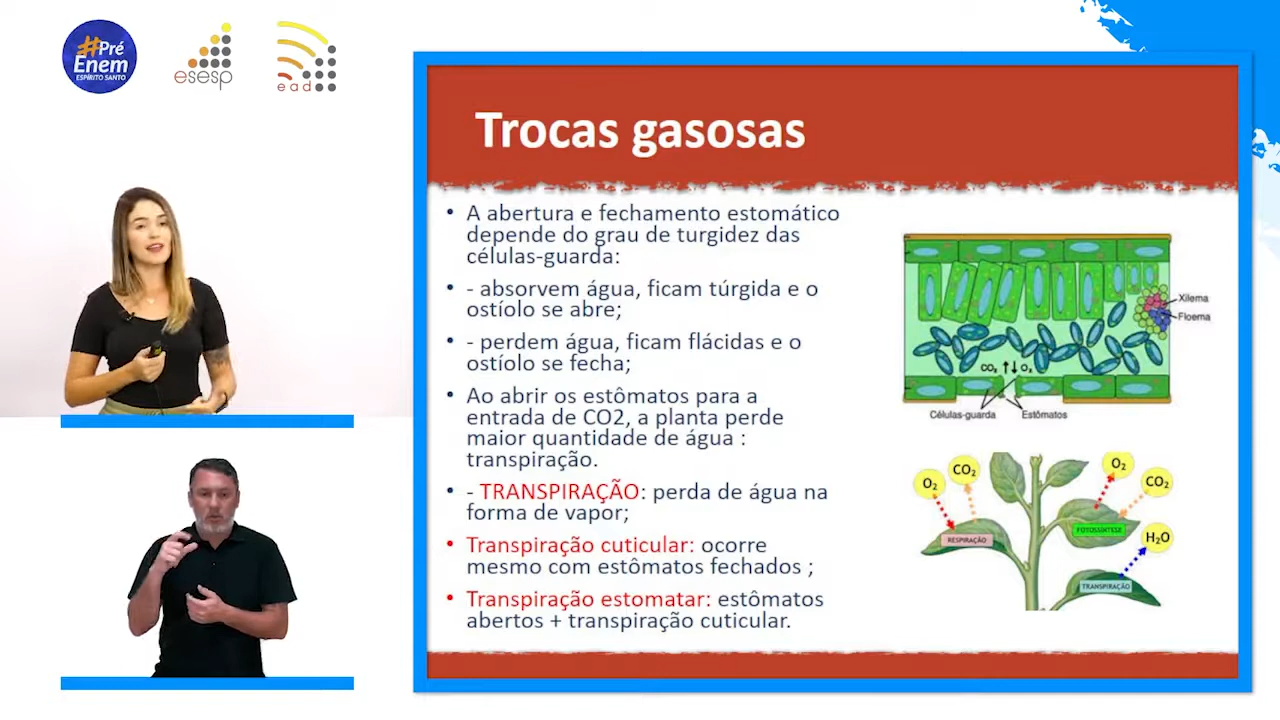 #Pré
Enem
ESPÍRITO SANTO
esesp
ead
Trocas gasosas
• A abertura e fechamento estomático
depende do grau de turgidez das
células-guarda:
• - absorvem água, ficam túrgida e o
ostíolo se abre;
• - perdem água, ficam flácidas e o
ostíolo se fecha;
• Ao abrir os estômatos para a
entrada de CO2, a planta perde
maior quantidade de água :
transpiração.
• - TRANSPIRAÇÃO: perda de água na
forma de vapor;
• Transpiração cuticular: ocorre
mesmo com estômatos fechados ;
• Transpiração estomatar: estômatos
abertos + transpiração cuticular.
Xilema
Floema
CO₂ O₂
Células-guarda
Estômatos
O₂
CO₂
O₂
CO₂
RESPIRAÇÃO
FOTOSSÍNTESE
H₂O
TRANSPIRAÇÃO